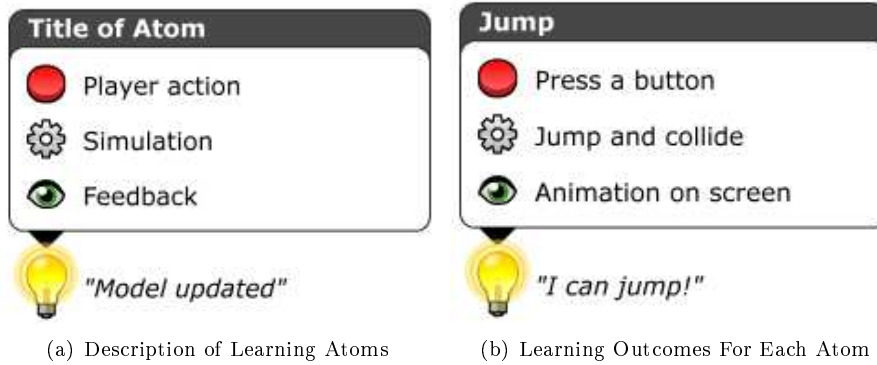 Title of Atom
Player action
Simulation
Feedback
"Model updated"
(a) Description of Learning Atoms
Jump
Press a button
Jump and collide
Animation on screen
"I can jump!"
(b) Learning Outcomes For Each Atom